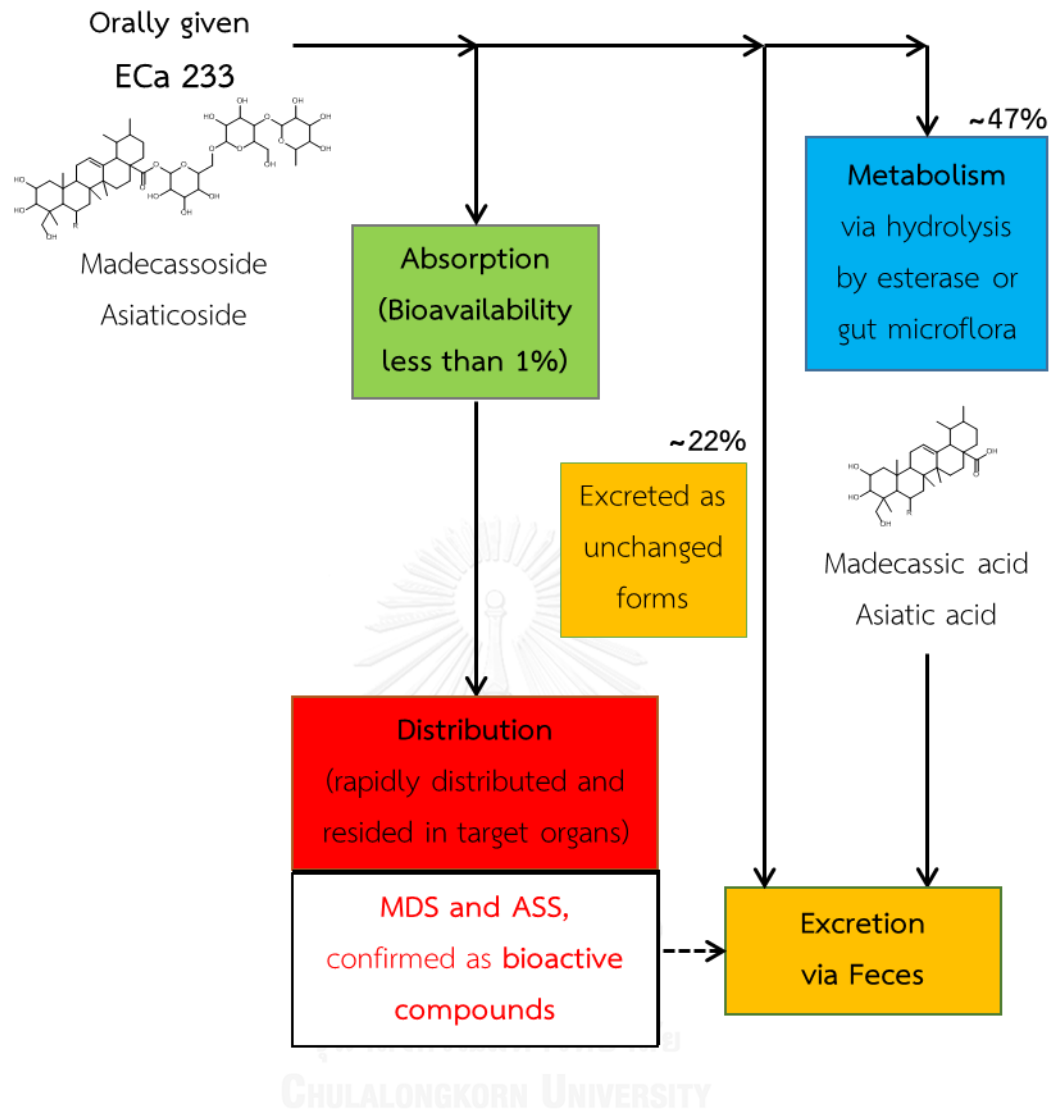 Orally given
ECa 233
Madecassoside
Asiaticoside
~47%
Metabolism
via hydrolysis
by esterase or
gut microflora
Absorption
(Bioavailability
less than 1%)
~22%
Excreted as
unchanged
forms
Madecassic acid
Asiatic acid
Distribution
(rapidly distributed and
resided in target organs)
MDS and ASS,
confirmed as bioactive
compounds
Excretion
via Feces
CHULALONGKORN UNIVERSITY